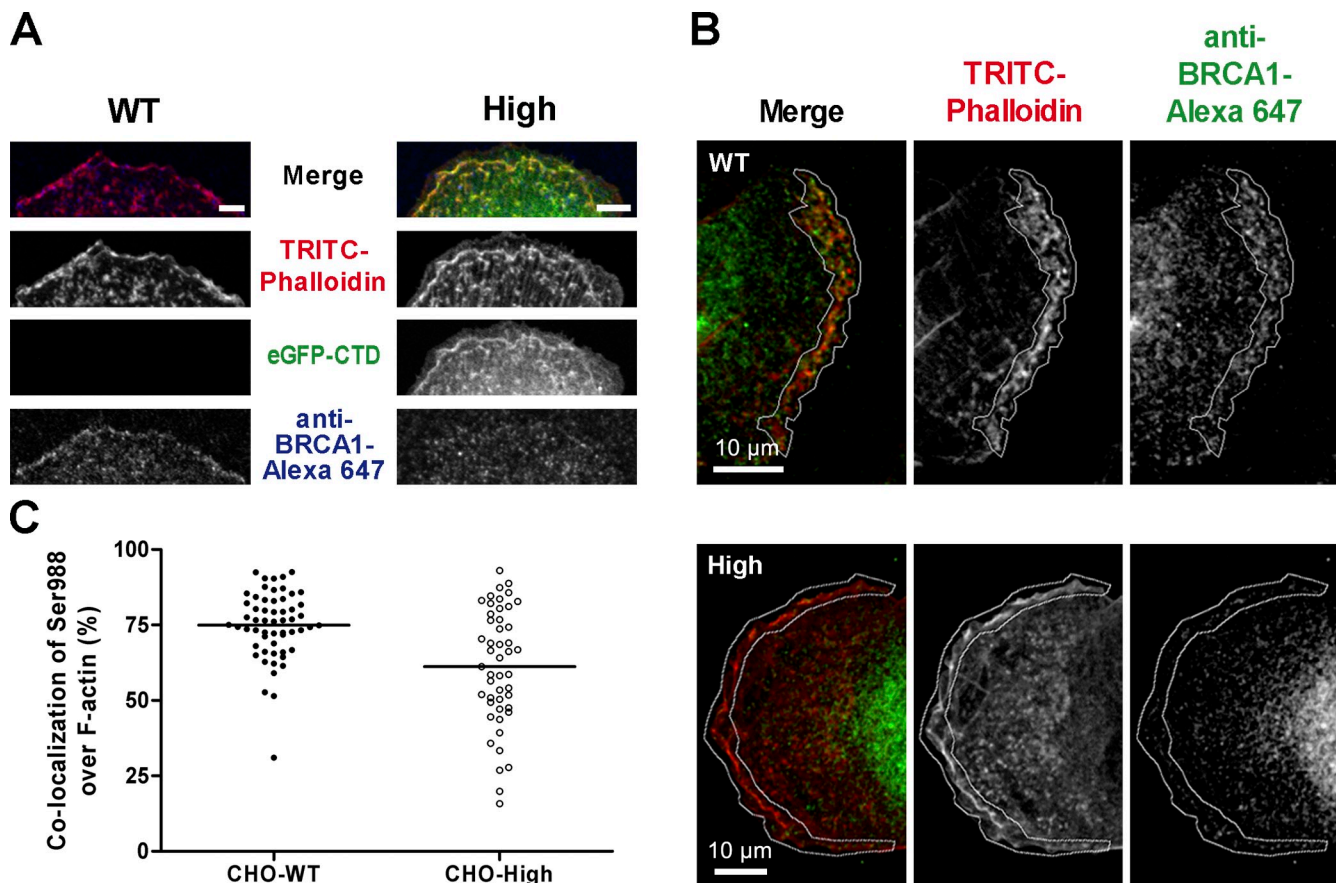 A
WT
High
Merge
TRITC-
Phalloidin
eGFP-CTD
anti-
BRCA1-
Alexa 647
B
Merge
TRITC-
Phalloidin
anti-
BRCA1-
Alexa 647
WT
10 µm
High
10 µm
C
Co-localization of Ser988
over F-actin (%)
100
75
50
25
0
CHO-WT
CHO-High